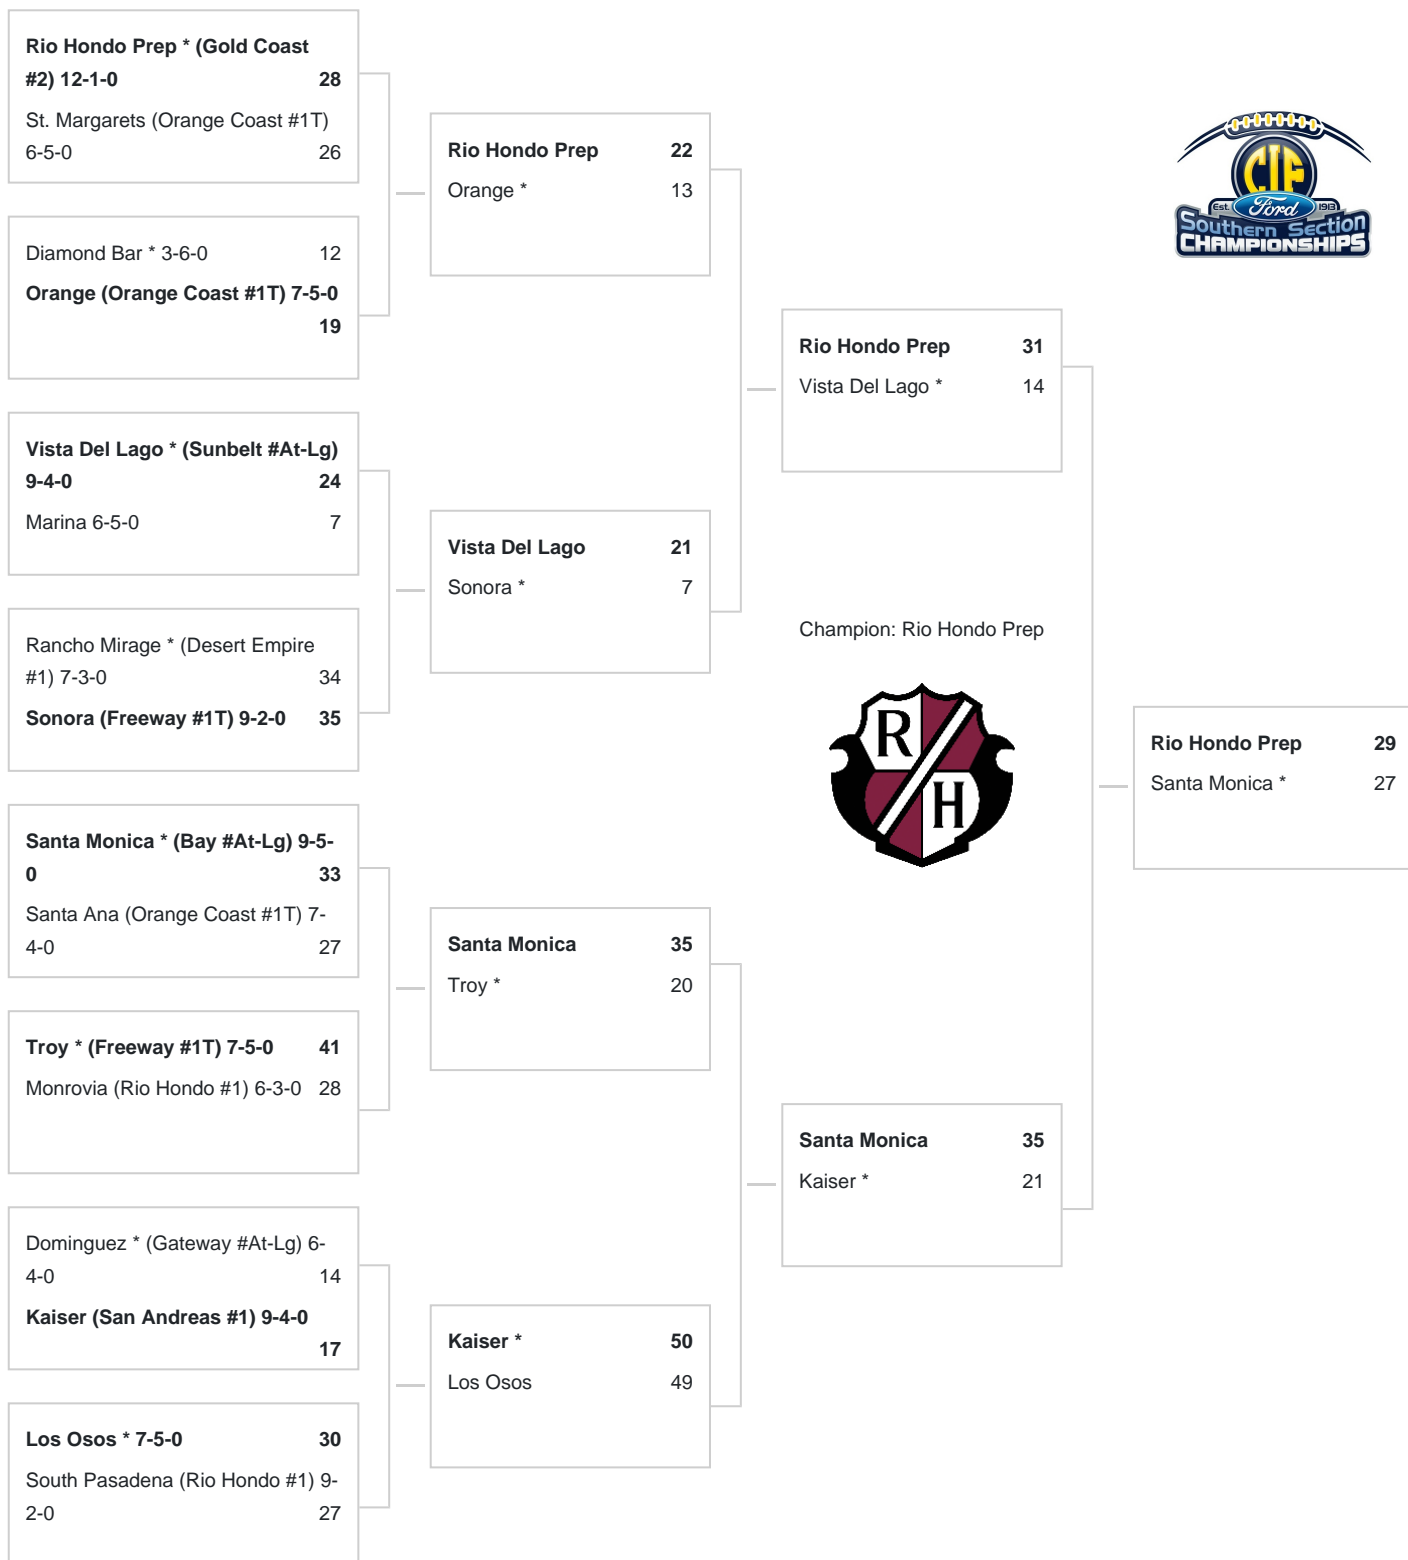 Rio Hondo Prep * (Gold Coast
#2) 12-1-0 28
St. Margarets (Orange Coast #1T)
6-5-0 26
Diamond Bar * 3-6-0 12
Orange (Orange Coast #1T) 7-5-0
19
Vista Del Lago * (Sunbelt #At-Lg)
9-4-0 24
Marina 6-5-0 7
Rancho Mirage * (Desert Empire
#1) 7-3-0 34
Sonora (Freeway #1T) 9-2-0 35
Santa Monica * (Bay #At-Lg) 9-5-
0 33
Santa Ana (Orange Coast #1T) 7-
4-0 27
Troy * (Freeway #1T) 7-5-0 41
Monrovia (Rio Hondo #1) 6-3-0 28
Dominguez * (Gateway #At-Lg) 6-
4-0 14
Kaiser (San Andreas #1) 9-4-0
17
Los Osos * 7-5-0 30
South Pasadena (Rio Hondo #1) 9-
2-0 27
Rio Hondo Prep 22
Orange * 13
Vista Del Lago 21
Sonora * 7
Santa Monica 35
Troy * 20
Kaiser * 50
Los Osos 49
Rio Hondo Prep 31
Vista Del Lago * 14
Santa Monica 35
Kaiser * 21
Champion: Rio Hondo Prep
R
H
Rio Hondo Prep 29
Santa Monica * 27
CIF
Est. Ford 1913
Southern Section
CHAMPIONSHIPS